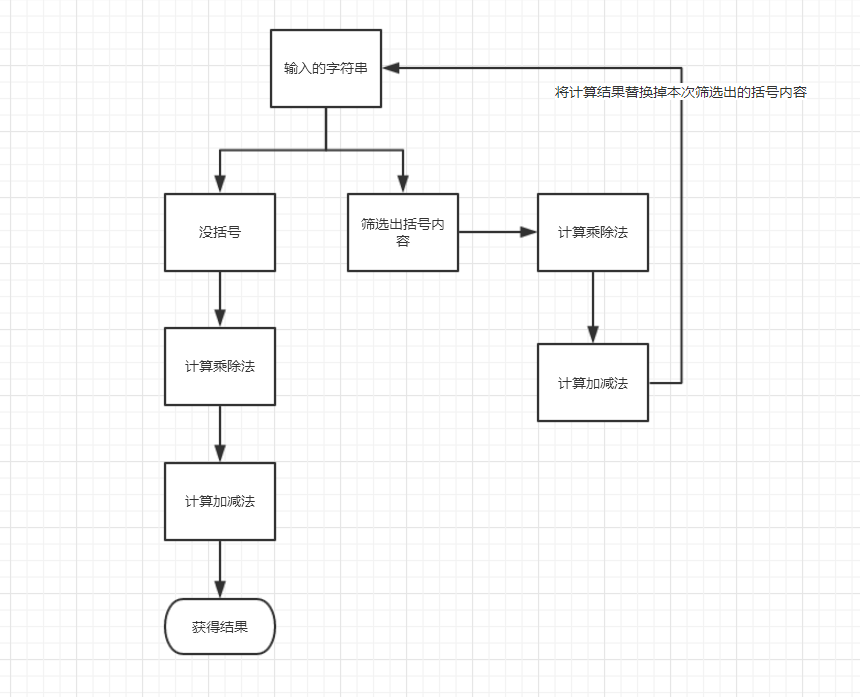 输入的字符串
将计算结果替换掉本次筛选出的括号内容
没括号
筛选出括号内
容
计算乘除法
计算乘除法
计算加减法
计算加减法
获得结果